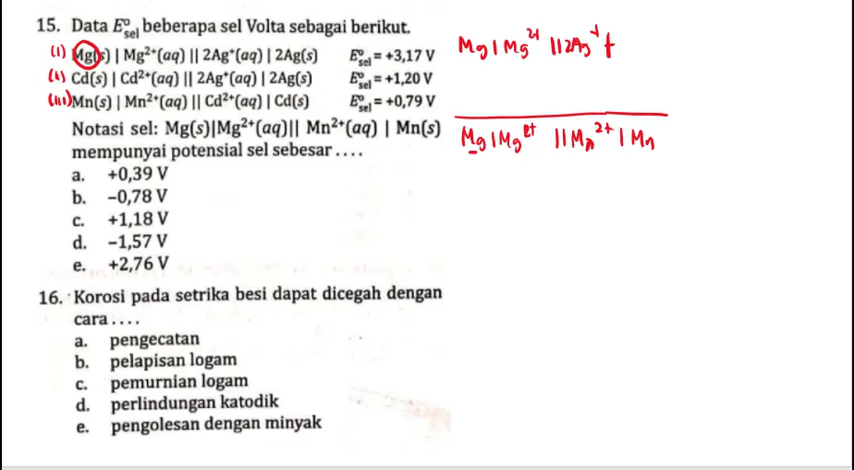 15. Data E°sel beberapa sel Volta sebagai berikut.
(i) Mg(s) | Mg²⁺(aq) || 2Ag⁺(aq) | 2Ag(s) E°sel = +3,17 V
(ii) Cd(s) | Cd²⁺(aq) || 2Ag⁺(aq) | 2Ag(s) E°sel = +1,20 V
(iii) Mn(s) | Mn²⁺(aq) || Cd²⁺(aq) | Cd(s) E°sel = +0,79 V
Notasi sel: Mg(s)|Mg²⁺(aq)|| Mn²⁺(aq) | Mn(s)
mempunyai potensial sel sebesar . . . .
a. +0,39 V
b. −0,78 V
c. +1,18 V
d. −1,57 V
e. +2,76 V
16. Korosi pada setrika besi dapat dicegah dengan
cara . . . .
a. pengecatan
b. pelapisan logam
c. pemurnian logam
d. perlindungan katodik
e. pengolesan dengan minyak
Mg | Mg²⁺ || 2Ag⁺
Mg | Mg²⁺ || Mn²⁺ | Mn